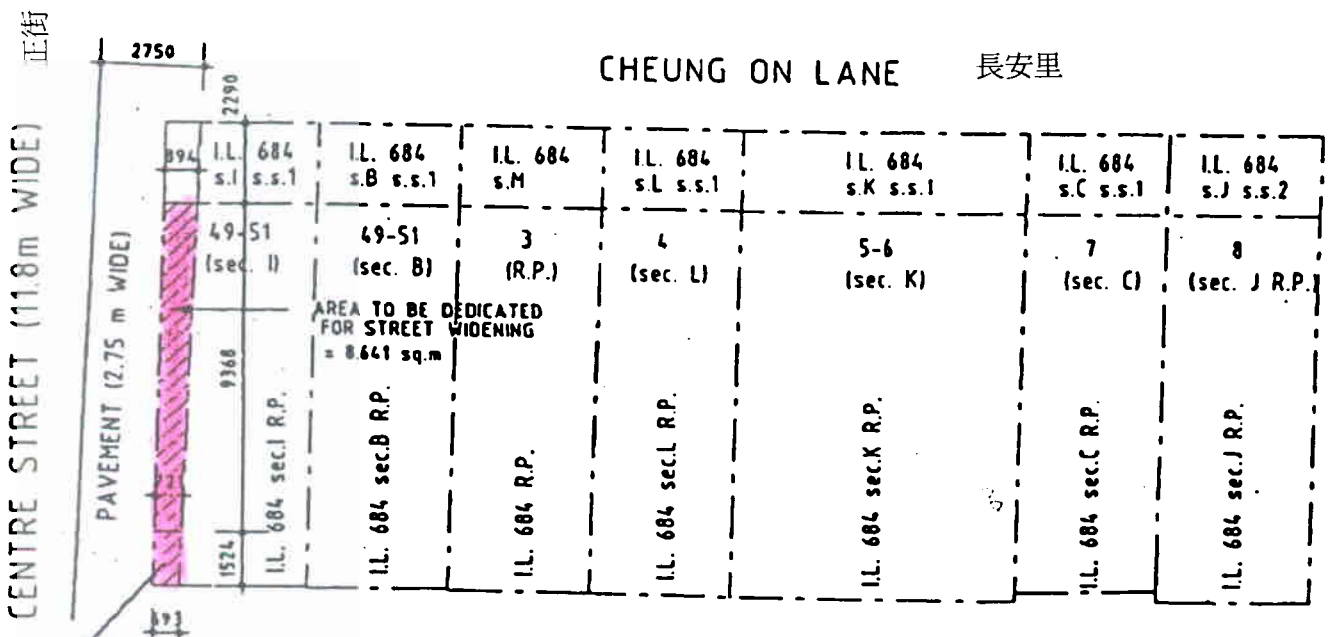 正街
CENTRE STREET (11.8m WIDE)
2750
CHEUNG ON LANE 長安里
2290
894
I.L. 684
s.I s.s.1
I.L. 684
s.B s.s.1
I.L. 684
s.M
I.L. 684
s.L s.s.1
I.L. 684
s.K s.s.1
I.L. 684
s.C s.s.1
I.L. 684
s.J s.s.2
49-51
(sec. I)
49-51
(sec. B)
3
(R.P.)
4
(sec. L)
5-6
(sec. K)
7
(sec. C)
8
(sec. J R.P.)
AREA TO BE DEDICATED
FOR STREET WIDENING
= 8.641 sq.m
PAVEMENT (2.75 m WIDE)
9368
1524
I.L. 684 sec.I R.P.
I.L. 684 sec.B R.P.
I.L. 684 R.P.
I.L. 684 sec.L R.P.
I.L. 684 sec.K R.P.
I.L. 684 sec.C R.P.
I.L. 684 sec.J R.P.